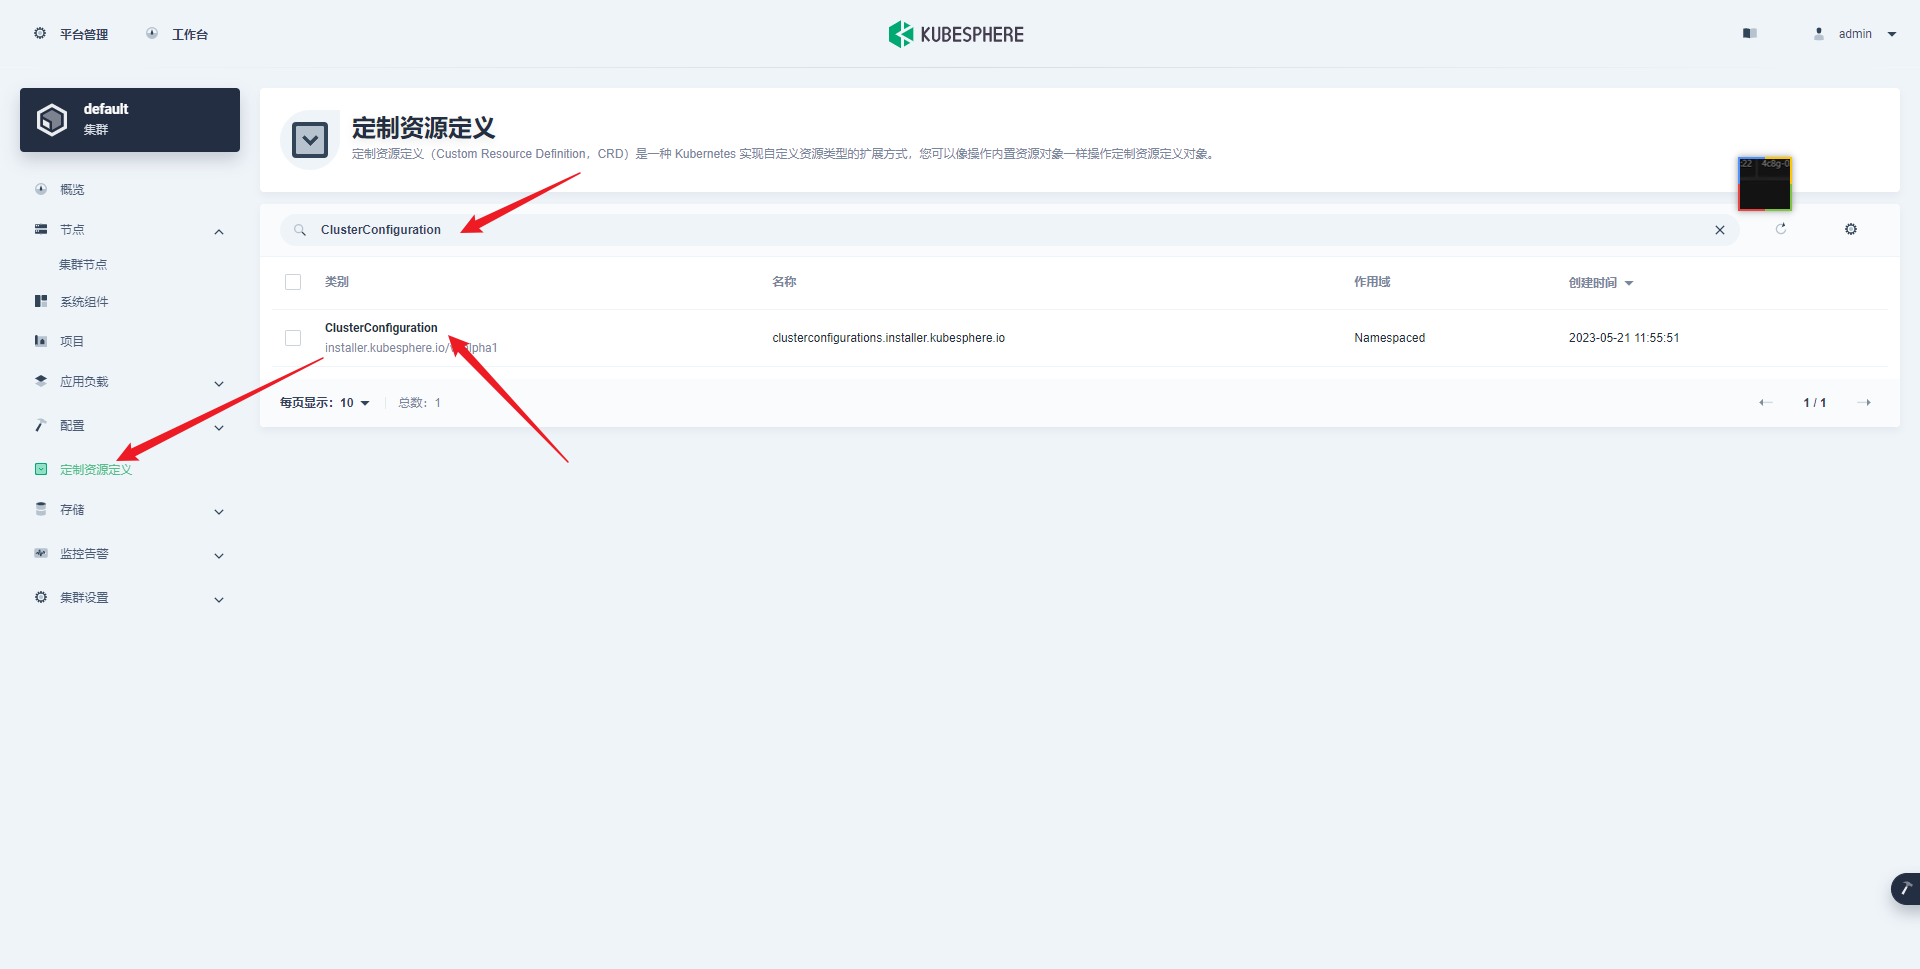 平台管理
工作台
KUBESPHERE
admin
default
集群
概览
节点
集群节点
系统组件
项目
应用负载
配置
定制资源定义
存储
监控告警
集群设置
定制资源定义
定制资源定义（Custom Resource Definition，CRD）是一种 Kubernetes 实现自定义资源类型的扩展方式，您可以像操作内置资源对象一样操作定制资源定义对象。
:22 4c8g-0
ClusterConfiguration
类别 名称 作用域 创建时间
ClusterConfiguration
installer.kubesphere.io/ lpha1
clusterconfigurations.installer.kubesphere.io
Namespaced
2023-05-21 11:55:51
每页显示：10
总数：1
1 / 1